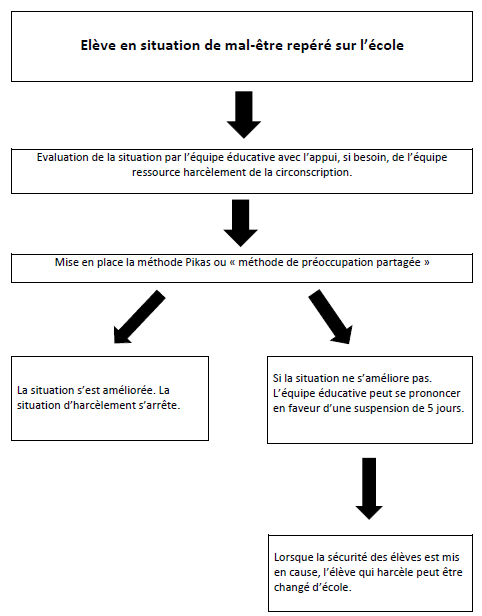 Elève en situation de mal-être repéré sur l’école
Evaluation de la situation par l’équipe éducative avec l’appui, si besoin, de l’équipe
ressource harcèlement de la circonscription.
Mise en place la méthode Pikas ou « méthode de préoccupation partagée »
La situation s’est améliorée. La
situation d’harcèlement s’arrête.
Si la situation ne s’améliore pas.
L’équipe éducative peut se prononcer
en faveur d’une suspension de 5 jours.
Lorsque la sécurité des élèves est mis
en cause, l’élève qui harcèle peut être
changé d’école.